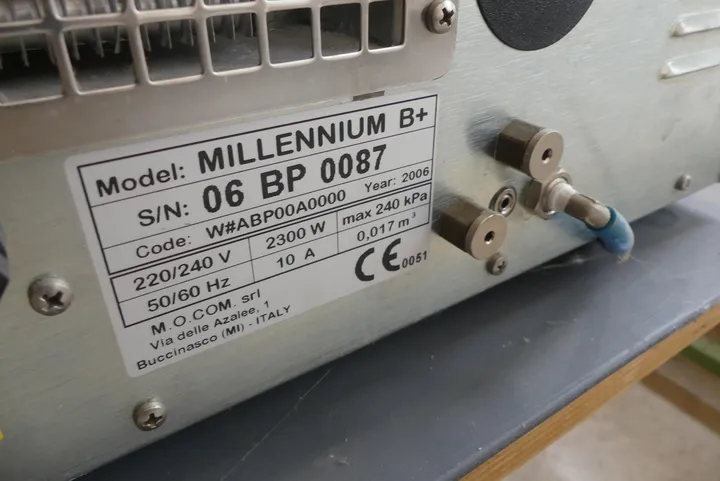 Model: MILLENNIUM B+
S/N: 06 BP 0087
Code: W#ABP00A0000 Year: 2006
220/240 V 2300 W max 240 kPa
50/60 Hz 10 A 0,017 m³
M.O.COM. srl
Via delle Azalee, 1
Buccinasco (MI) - ITALY
CE 0051